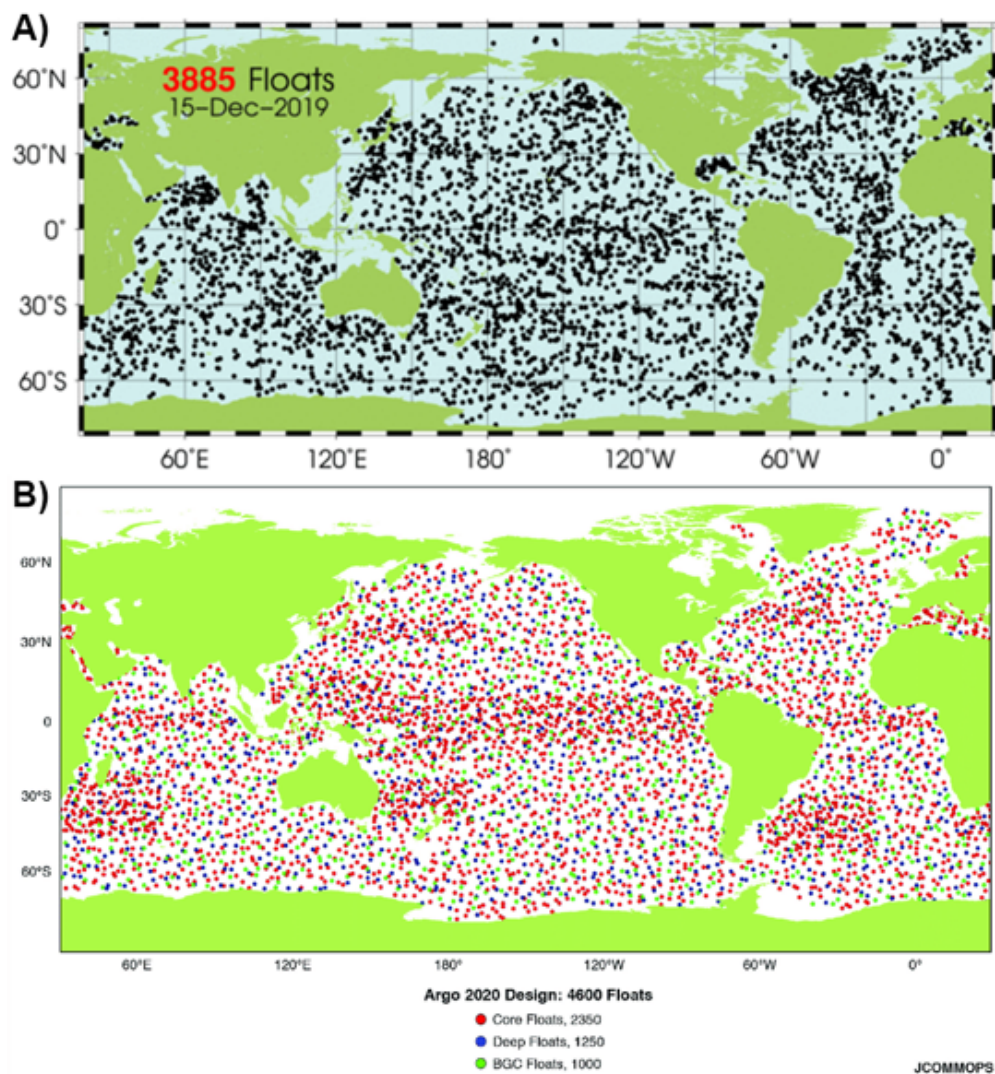 A)
3885 Floats
15-Dec-2019
60°N
30°N
0°
30°S
60°S
60°E 120°E 180° 120°W 60°W 0°
B)
60°N
30°N
0
30°S
60°S
60°E 120°E 180° 120°W 60°W 0°
Argo 2020 Design: 4600 Floats
Core Floats, 2350
Deep Floats, 1250
BGC Floats, 1000
JCOMMOPS